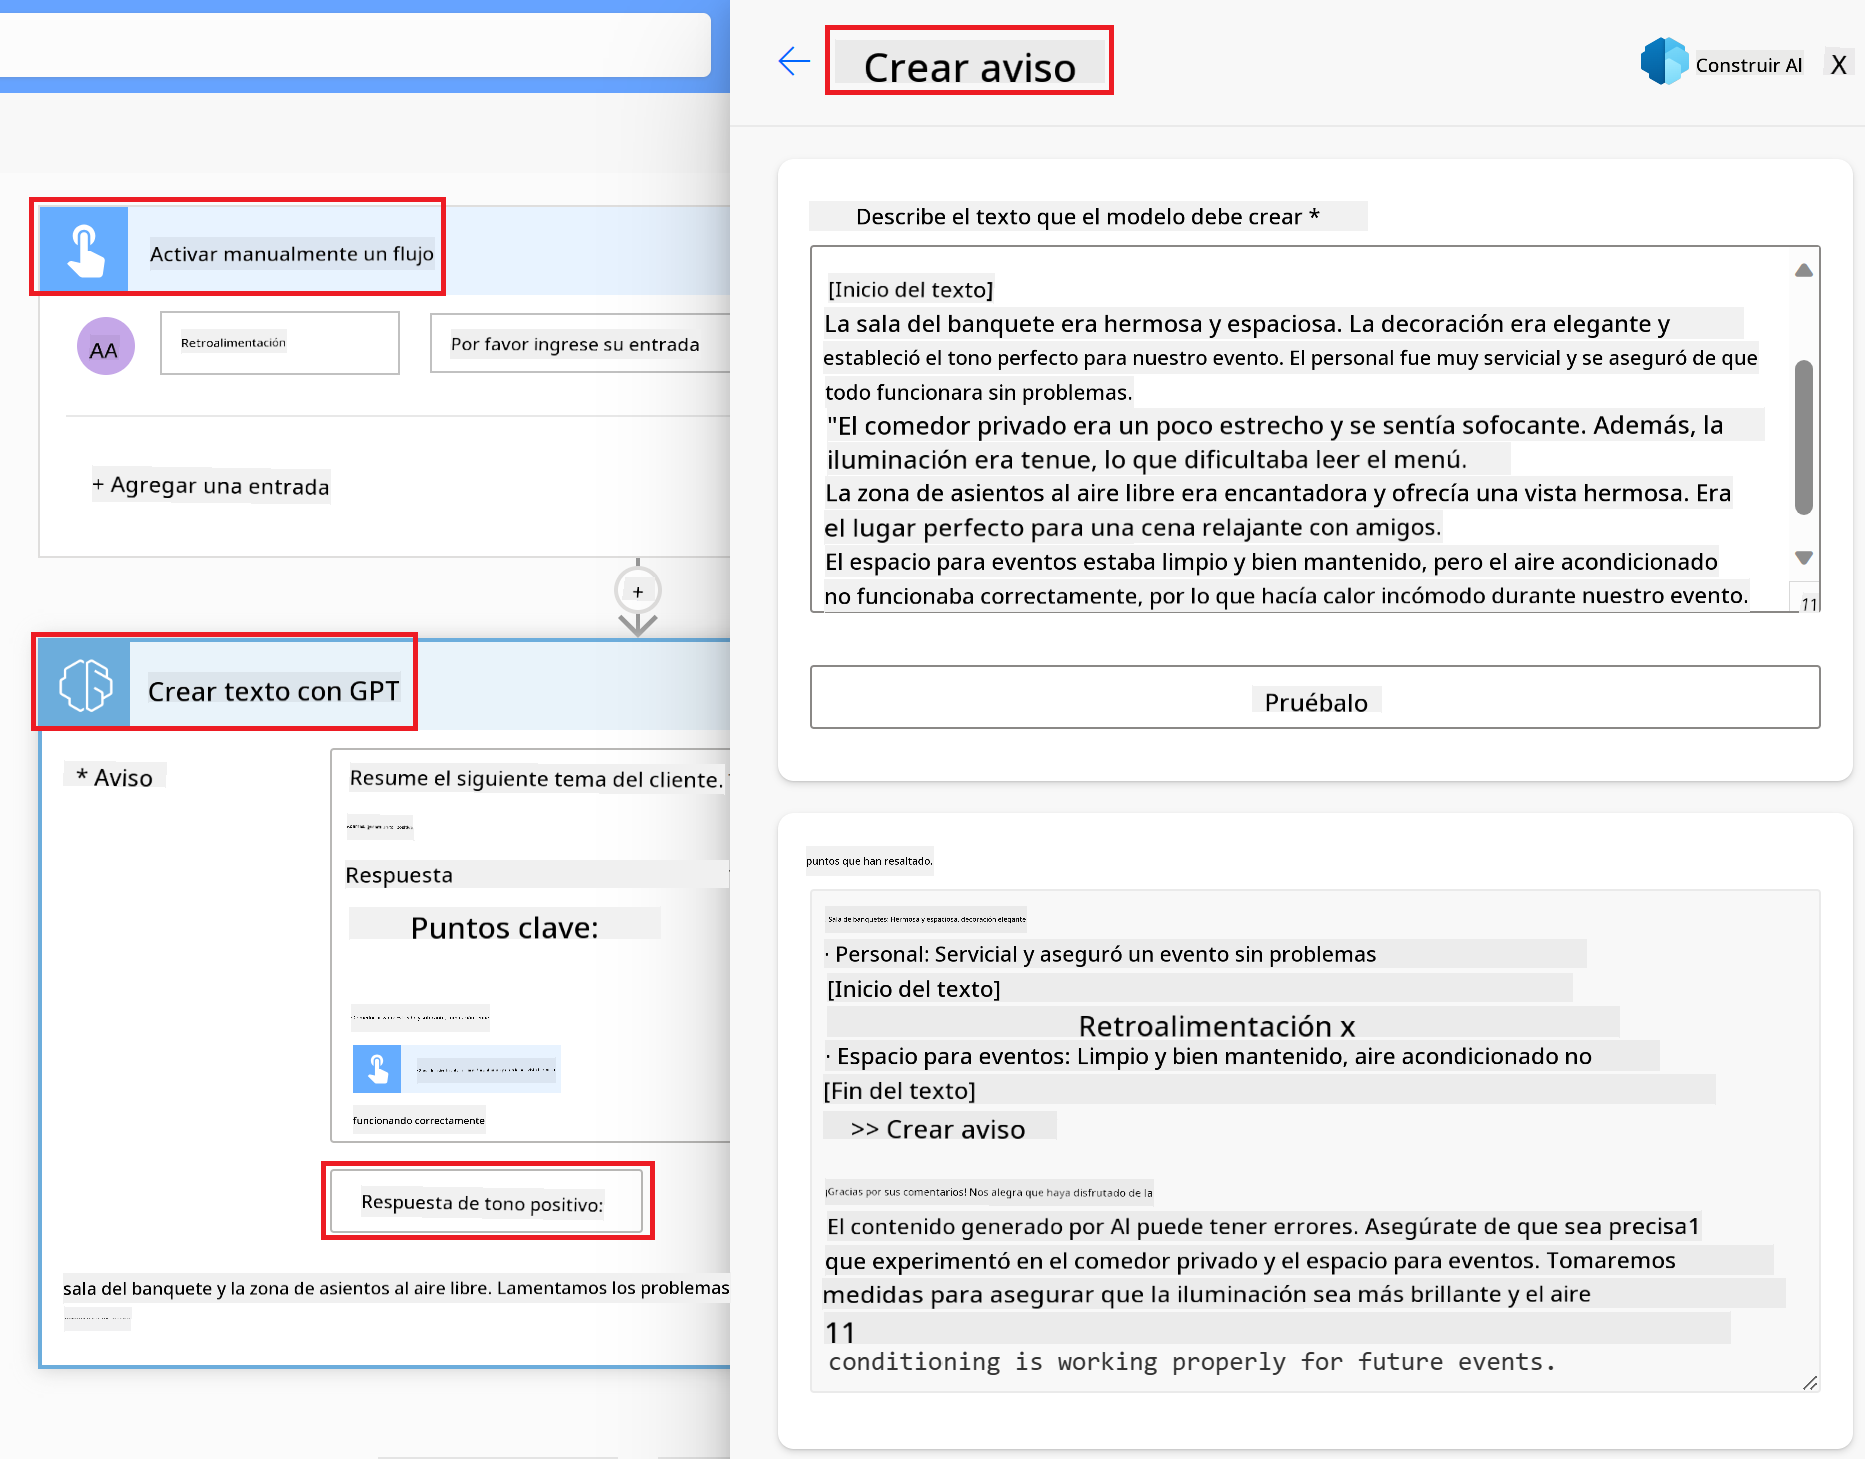 Activar manualmente un flujo
AA
Retroalimentación
Por favor ingrese su entrada
+ Agregar una entrada
+
Crear texto con GPT
* Aviso
Resume el siguiente tema del cliente.
Respuesta
Puntos clave:
funcionando correctamente
Respuesta de tono positivo:
sala del banquete y la zona de asientos al aire libre. Lamentamos los problemas
Crear aviso
Construir AI
X
Describe el texto que el modelo debe crear *
[Inicio del texto]
La sala del banquete era hermosa y espaciosa. La decoración era elegante y
estableció el tono perfecto para nuestro evento. El personal fue muy servicial y se aseguró de que
todo funcionara sin problemas.
"El comedor privado era un poco estrecho y se sentía sofocante. Además, la
iluminación era tenue, lo que dificultaba leer el menú.
La zona de asientos al aire libre era encantadora y ofrecía una vista hermosa. Era
el lugar perfecto para una cena relajante con amigos.
El espacio para eventos estaba limpio y bien mantenido, pero el aire acondicionado
no funcionaba correctamente, por lo que hacía calor incómodo durante nuestro evento.
11
Pruébalo
puntos que han resaltado.
Sala de banquetes: Hermosa y espaciosa, decoración elegante
· Personal: Servicial y aseguró un evento sin problemas
[Inicio del texto]
Retroalimentación x
· Espacio para eventos: Limpio y bien mantenido, aire acondicionado no
[Fin del texto]
>> Crear aviso
¡Gracias por sus comentarios! Nos alegra que haya disfrutado de la
El contenido generado por AI puede tener errores. Asegúrate de que sea precisa1
que experimentó en el comedor privado y el espacio para eventos. Tomaremos
medidas para asegurar que la iluminación sea más brillante y el aire
11
conditioning is working properly for future events.